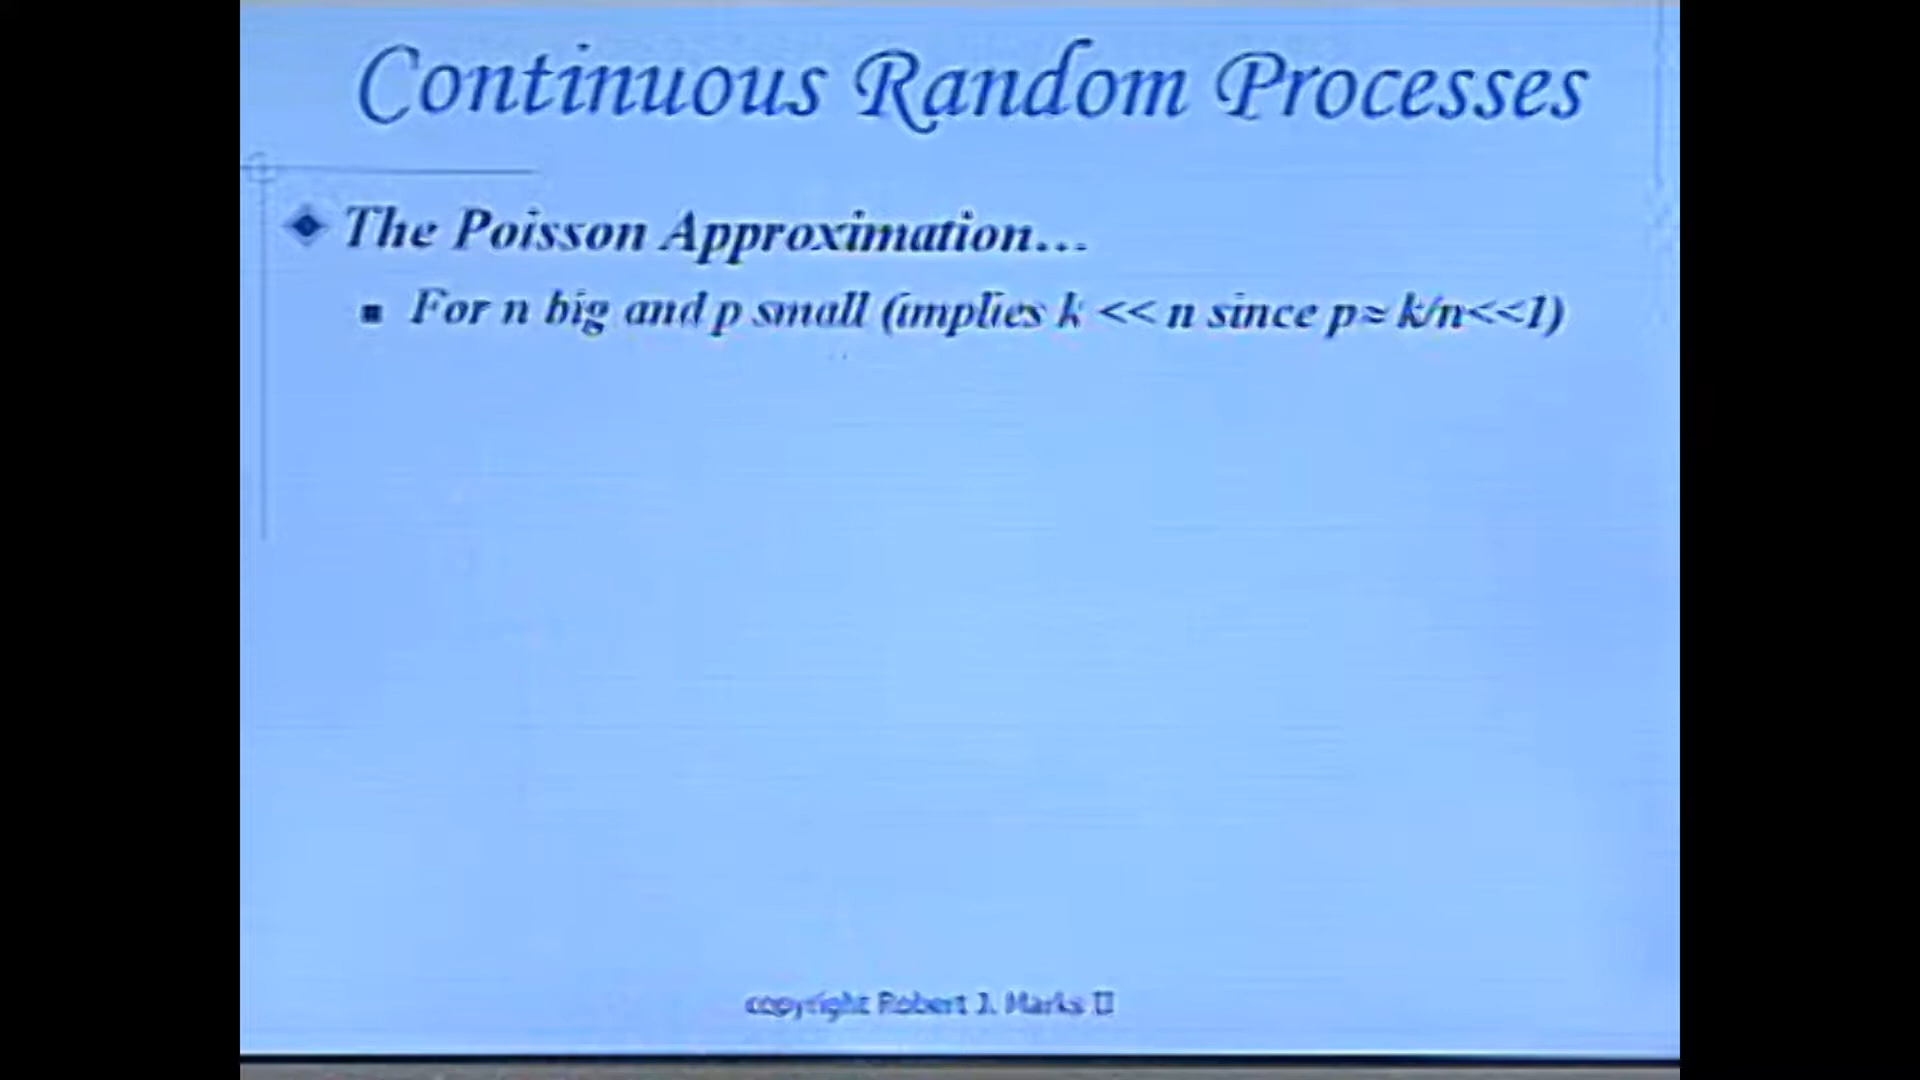 Continuous Random Processes
The Poisson Approximation...
For n big and p small (implies k << n since p≈ k/n<<1)
copyright Robert J. Marks II